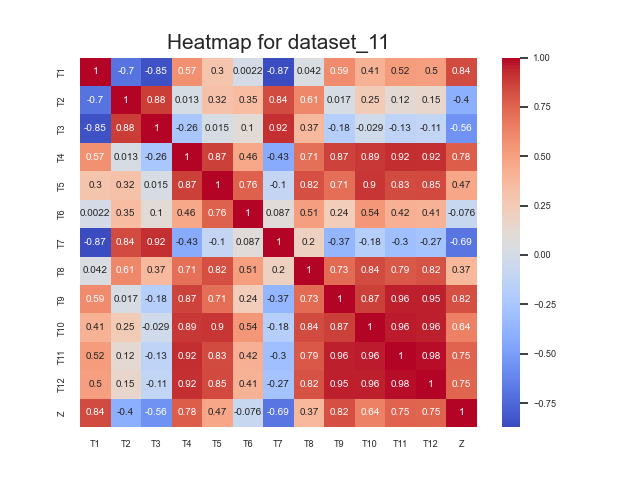 Heatmap for dataset_11
T1 1 -0.7 -0.85 0.57 0.3 0.0022 -0.87 0.042 0.59 0.41 0.52 0.5 0.84
T2 -0.7 1 0.88 0.013 0.32 0.35 0.84 0.61 0.017 0.25 0.12 0.15 -0.4
T3 -0.85 0.88 1 -0.26 0.015 0.1 0.92 0.37 -0.18 -0.029 -0.13 -0.11 -0.56
T4 0.57 0.013 -0.26 1 0.87 0.46 -0.43 0.71 0.87 0.89 0.92 0.92 0.78
T5 0.3 0.32 0.015 0.87 1 0.76 -0.1 0.82 0.71 0.9 0.83 0.85 0.47
T6 0.0022 0.35 0.1 0.46 0.76 1 0.087 0.51 0.24 0.54 0.42 0.41 -0.076
T7 -0.87 0.84 0.92 -0.43 -0.1 0.087 1 0.2 -0.37 -0.18 -0.3 -0.27 -0.69
T8 0.042 0.61 0.37 0.71 0.82 0.51 0.2 1 0.73 0.84 0.79 0.82 0.37
T9 0.59 0.017 -0.18 0.87 0.71 0.24 -0.37 0.73 1 0.87 0.96 0.95 0.82
T10 0.41 0.25 -0.029 0.89 0.9 0.54 -0.18 0.84 0.87 1 0.96 0.96 0.64
T11 0.52 0.12 -0.13 0.92 0.83 0.42 -0.3 0.79 0.96 0.96 1 0.98 0.75
T12 0.5 0.15 -0.11 0.92 0.85 0.41 -0.27 0.82 0.95 0.96 0.98 1 0.75
Z 0.84 -0.4 -0.56 0.78 0.47 -0.076 -0.69 0.37 0.82 0.64 0.75 0.75 1
T1 T2 T3 T4 T5 T6 T7 T8 T9 T10 T11 T12 Z
1.00
0.75
0.50
0.25
0.00
−0.25
−0.50
−0.75